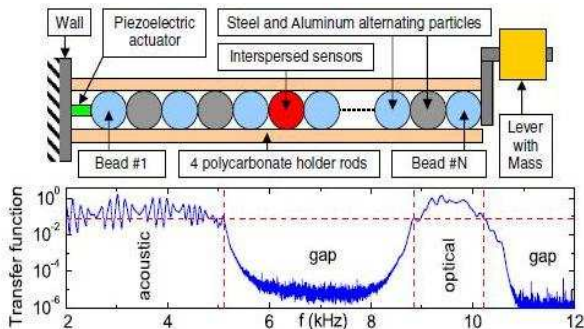 Wall
Piezoelectric
actuator
Steel and Aluminum alternating particles
Interspersed sensors
Bead #1
4 polycarbonate holder rods
Bead #N
Lever
with
Mass
Transfer function
10^0
10^-2
10^-4
10^-6
acoustic
gap
optical
gap
2
4
6
8
10
12
f (kHz)